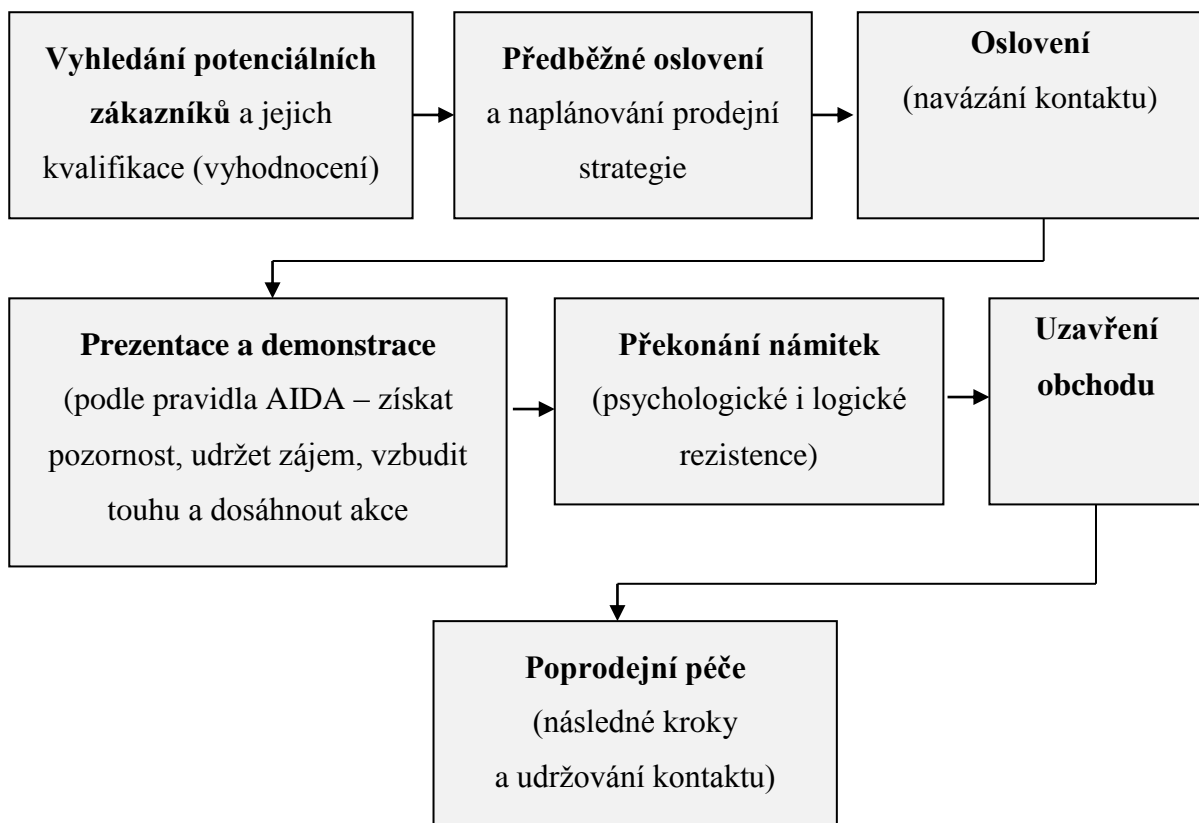 Vyhledání potenciálních
zákazníků a jejich
kvalifikace (vyhodnocení)
Předběžné oslovení
a naplánování prodejní
strategie
Oslovení
(navázání kontaktu)
Prezentace a demonstrace
(podle pravidla AIDA – získat
pozornost, udržet zájem, vzbudit
touhu a dosáhnout akce
Překonání námitek
(psychologické i logické
rezistence)
Uzavření
obchodu
Poprodejní péče
(následné kroky
a udržování kontaktu)